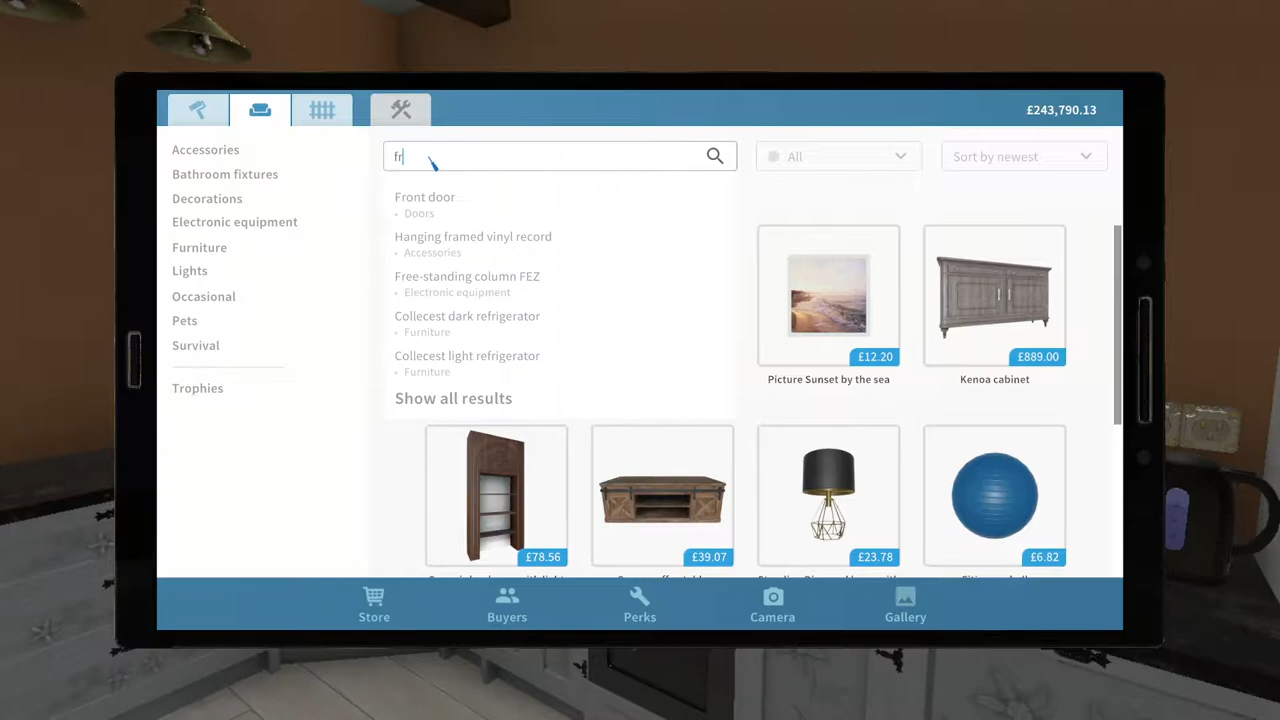 £243,790.13
Accessories
Bathroom fixtures
Decorations
Electronic equipment
Furniture
Lights
Occasional
Pets
Survival
Trophies
fr
All
Sort by newest
Front door
• Doors
Hanging framed vinyl record
• Accessories
Free-standing column FEZ
• Electronic equipment
Collecest dark refrigerator
• Furniture
Collecest light refrigerator
• Furniture
Show all results
£12.20
£889.00
Picture Sunset by the sea
Kenoa cabinet
£78.56
£39.07
£23.78
£6.82
Store
Buyers
Perks
Camera
Gallery